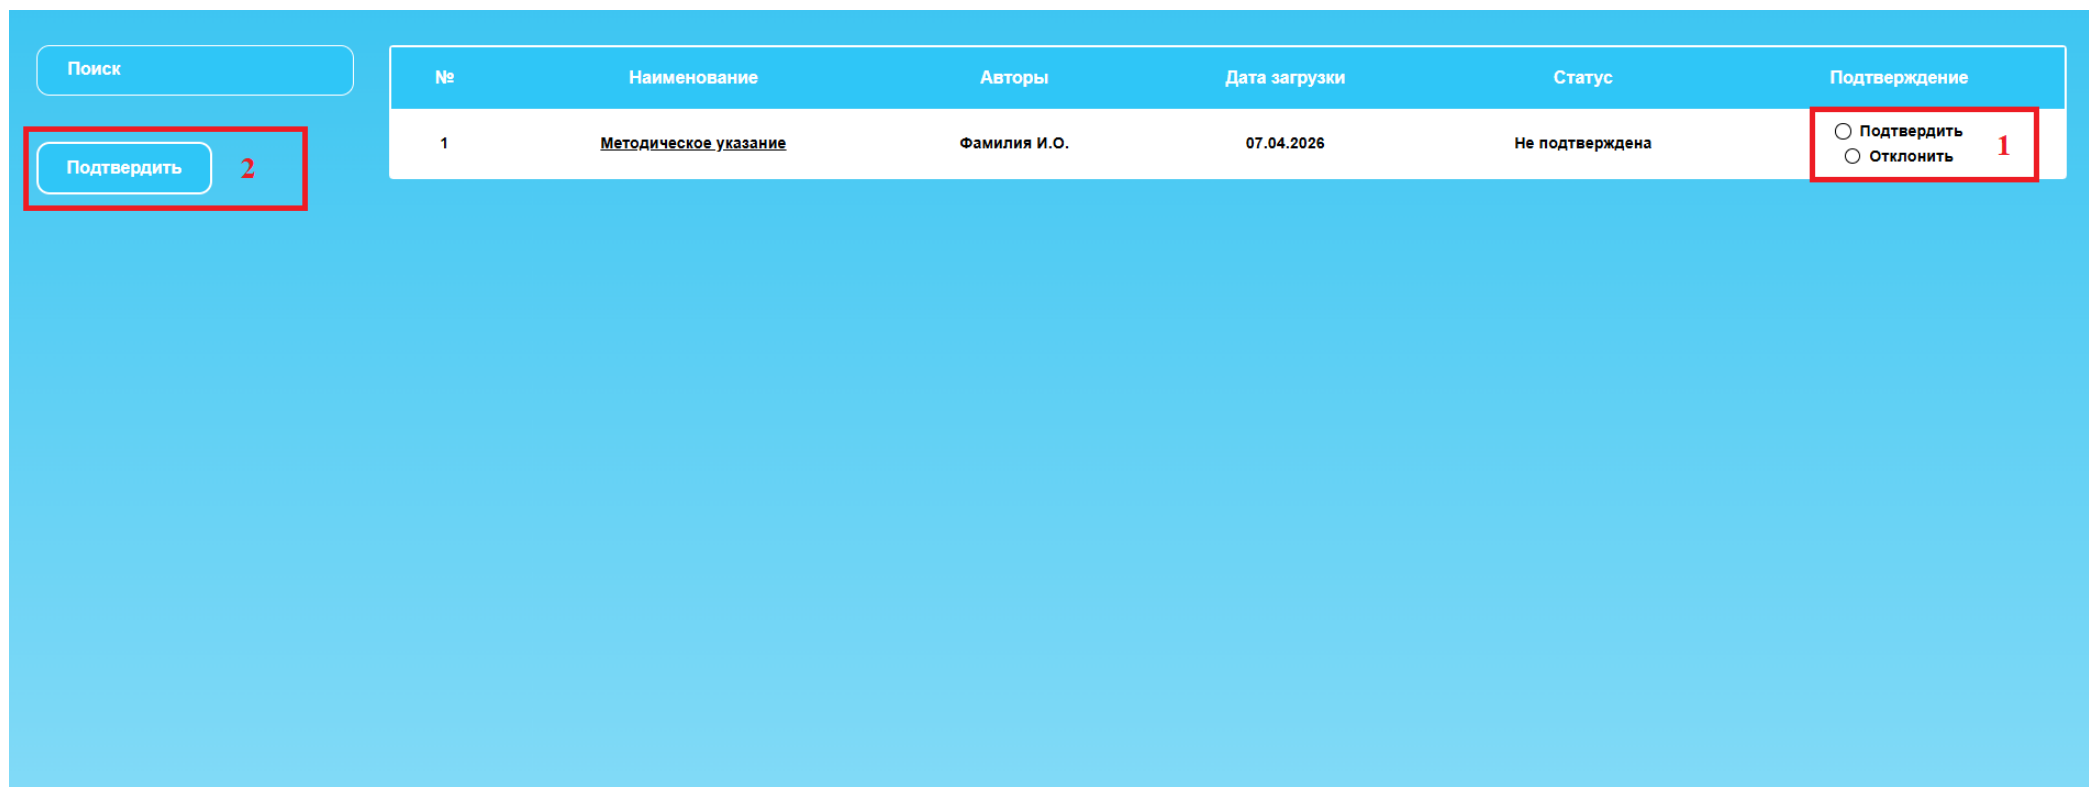 Поиск
№ Наименование Авторы Дата загрузки Статус Подтверждение
1 Методическое указание Фамилия И.О. 07.04.2026 Не подтверждена
Подтвердить
Отклонить
1
Подтвердить
2